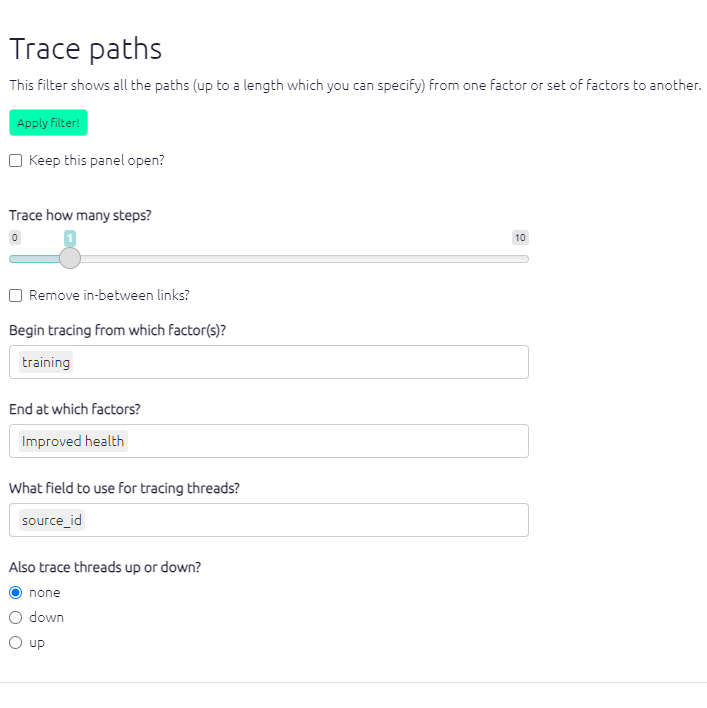 Trace paths
This filter shows all the paths (up to a length which you can specify) from one factor or set of factors to another.
Apply filter!
Keep this panel open?
Trace how many steps?
0 1 10
Remove in-between links?
Begin tracing from which factor(s)?
training
End at which factors?
Improved health
What field to use for tracing threads?
source_id
Also trace threads up or down?
none
down
up